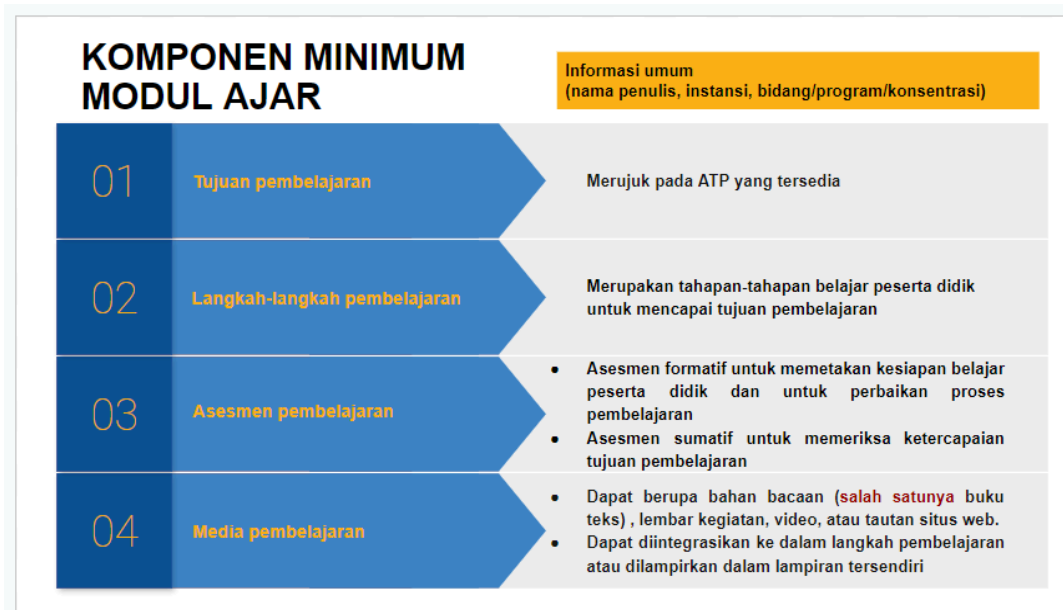 KOMPONEN MINIMUM
MODUL AJAR
Informasi umum
(nama penulis, instansi, bidang/program/konsentrasi)
01
Tujuan pembelajaran
Merujuk pada ATP yang tersedia
02
Langkah-langkah pembelajaran
Merupakan tahapan-tahapan belajar peserta didik
untuk mencapai tujuan pembelajaran
03
Asesmen pembelajaran
• Asesmen formatif untuk memetakan kesiapan belajar
peserta didik dan untuk perbaikan proses
pembelajaran
• Asesmen sumatif untuk memeriksa ketercapaian
tujuan pembelajaran
04
Media pembelajaran
• Dapat berupa bahan bacaan (salah satunya buku
teks) , lembar kegiatan, video, atau tautan situs web.
• Dapat diintegrasikan ke dalam langkah pembelajaran
atau dilampirkan dalam lampiran tersendiri